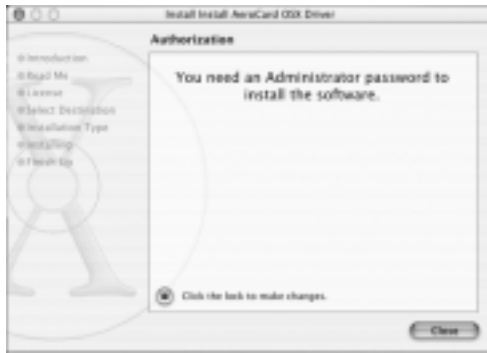 Install Install AeroCard OSX Driver
Authorization
Introduction
Read Me
License
Select Destination
Installation Type
Installing
Finish Up
You need an Administrator password to
install the software.
Click the lock to make changes.
Close